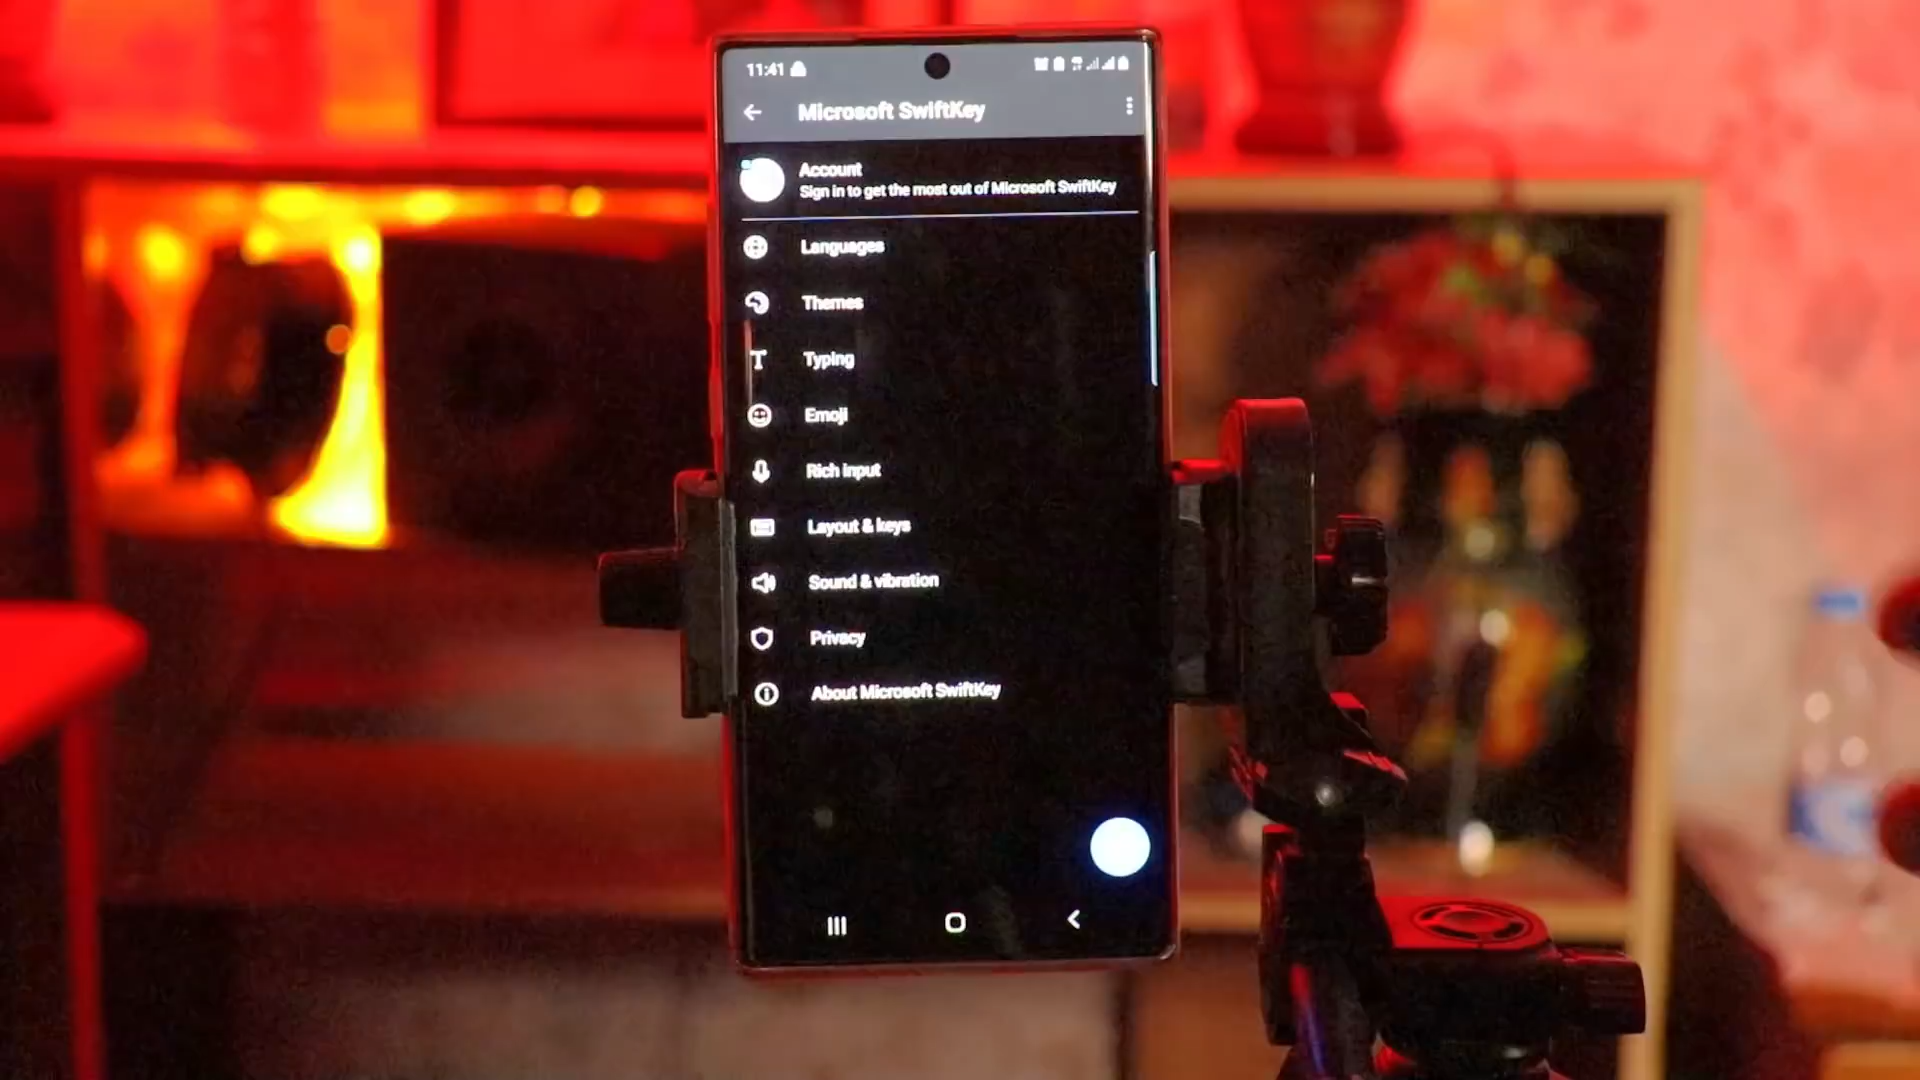 11:41
Microsoft SwiftKey
Account
Sign in to get the most out of Microsoft SwiftKey
Languages
Themes
Typing
Emoji
Rich input
Layout & keys
Sound & vibration
Privacy
About Microsoft SwiftKey